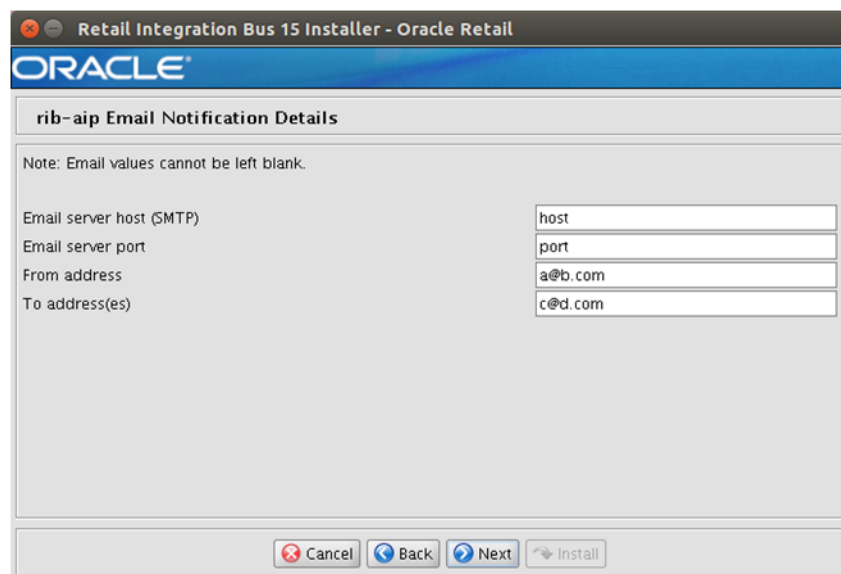 Retail Integration Bus 15 Installer - Oracle Retail
ORACLE®
rib-aip Email Notification Details
Note: Email values cannot be left blank.
Email server host (SMTP) host
Email server port port
From address a@b.com
To address(es) c@d.com
Cancel Back Next Install